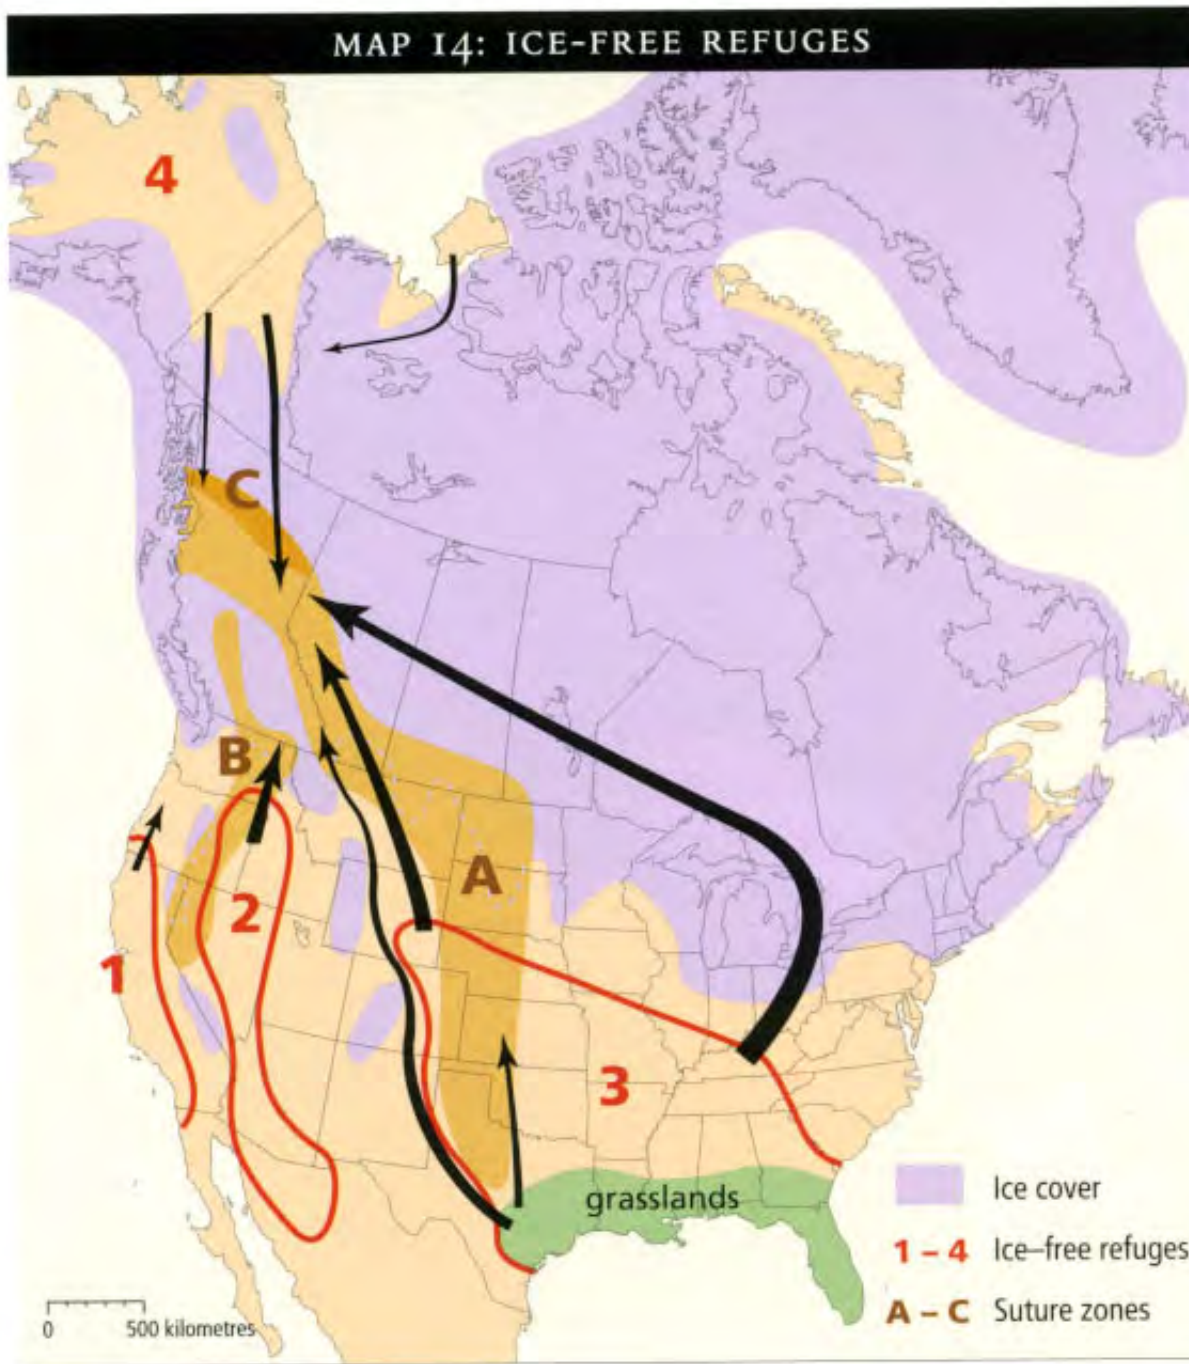 MAP 14: ICE-FREE REFUGES
4
C
B
A
2
1
3
grasslands
Ice cover
1 – 4 Ice–free refuges
A – C Suture zones
0 500 kilometres